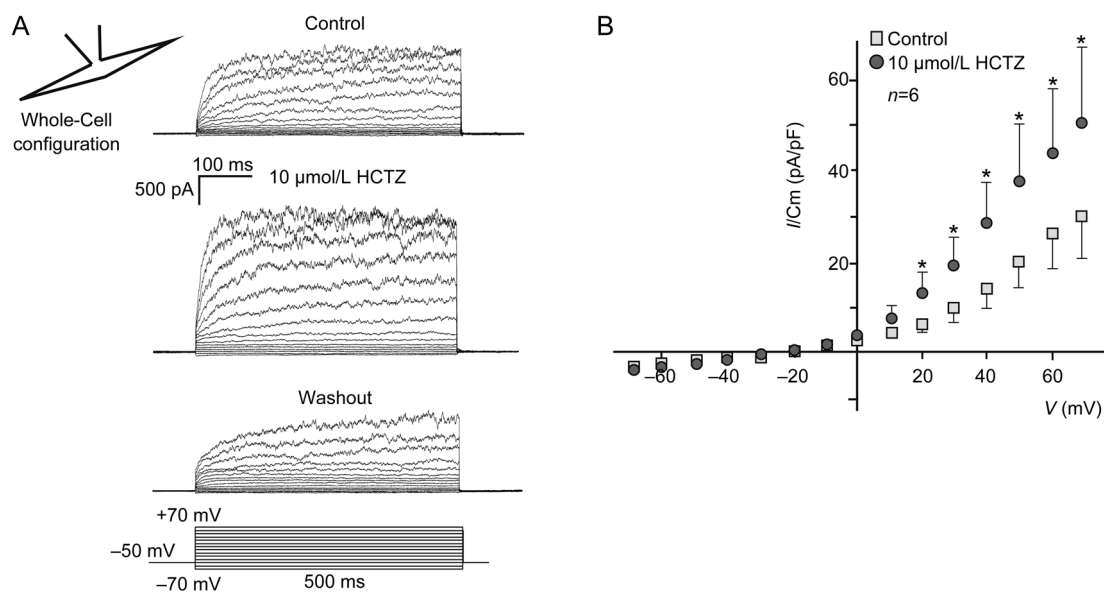 A
Control
Whole-Cell
configuration
100 ms
500 pA
10 μmol/L HCTZ
Washout
+70 mV
–50 mV
–70 mV
500 ms
B
Control
10 μmol/L HCTZ
n=6
I/Cm (pA/pF)
60
40
20
* * * * * *
–60 –40 –20 20 40 60
V (mV)